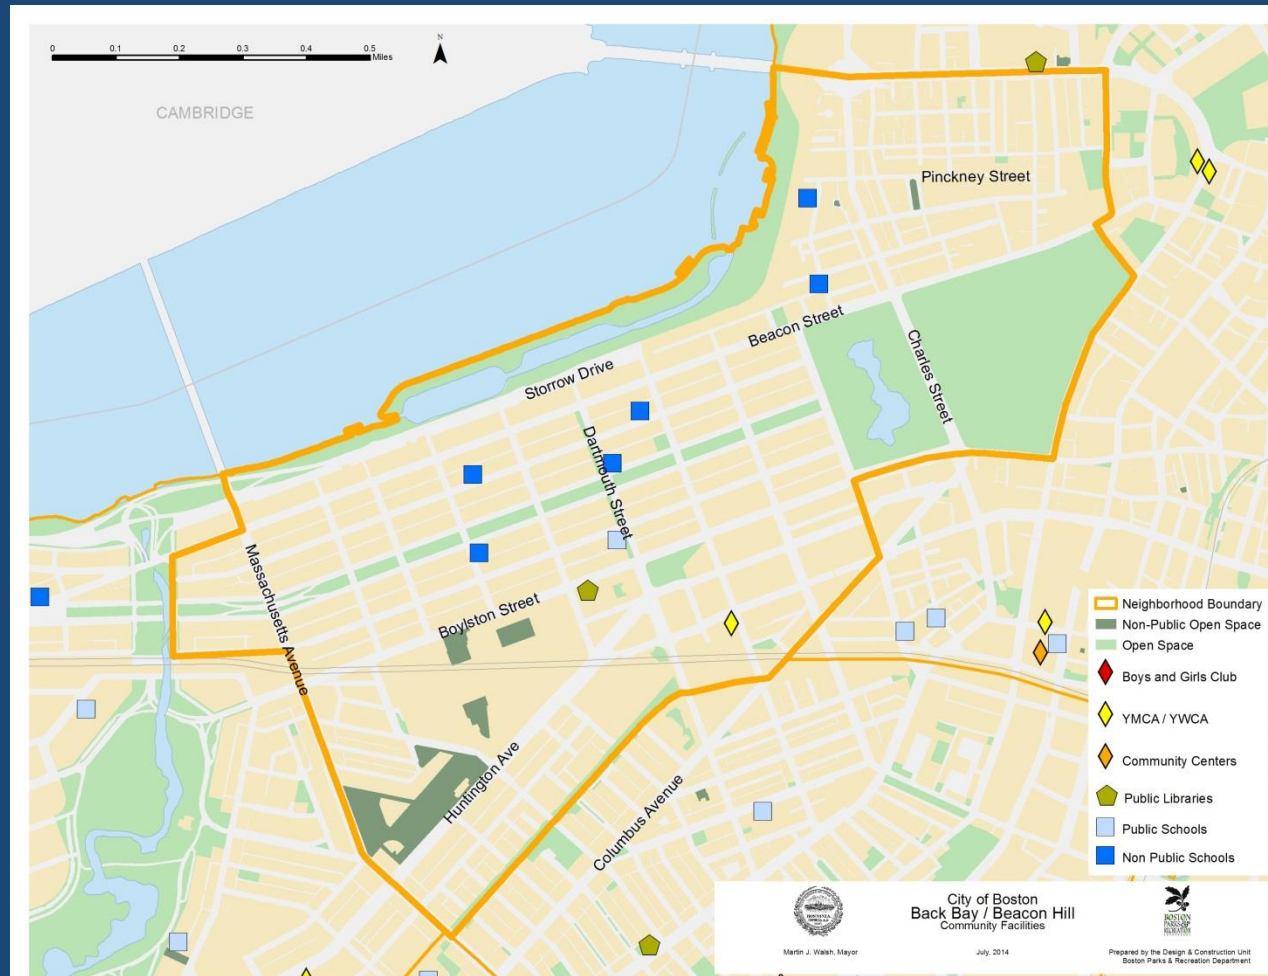 0 0.1 0.2 0.3 0.4 0.5
Miles
N
CAMBRIDGE
Pinckney Street
Beacon Street
Charles Street
Storrow Drive
Dartmouth Street
Massachusetts Avenue
Boylston Street
Huntington Ave
Columbus Avenue
Neighborhood Boundary
Non-Public Open Space
Open Space
Boys and Girls Club
YMCA / YWCA
Community Centers
Public Libraries
Public Schools
Non Public Schools
City of Boston
Back Bay / Beacon Hill
Community Facilities
Martin J. Walsh, Mayor
July, 2014
BOSTON
PARKS &
RECREATION
Prepared by the Design & Construction Unit
Boston Parks & Recreation Department